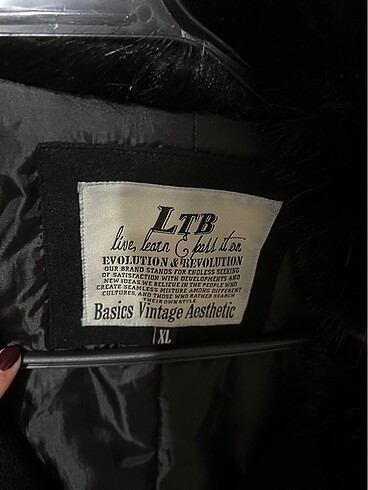 LTB
live, learn & pass it on
EVOLUTION & REVOLUTION
OUR BRAND STANDS FOR ENDLESS SEEKING
OF SATISFACTION WITH DEVELOPMENTS AND
NEW IDEAS. WE BELIEVE IN THE PEOPLE WHO
CREATE SEAMLESS MIXTURE AMONG DIFFERENT
CULTURES, AND THOSE WHO RATHER SEARCH
THEIR OWN STYLE.
Basics Vintage Aesthetic
XL